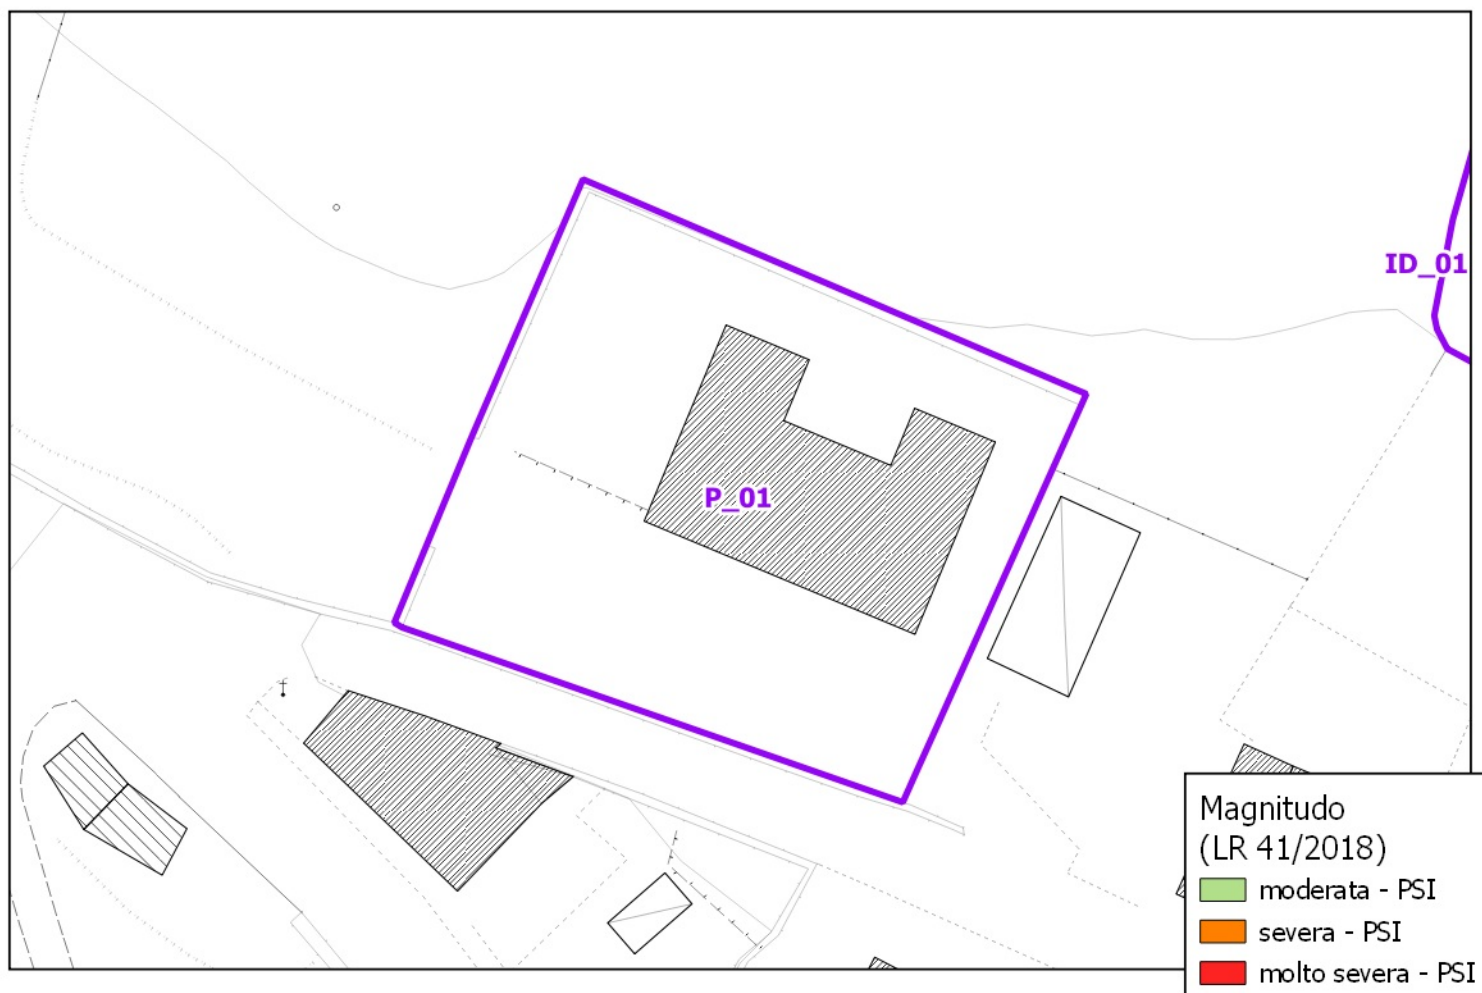 ID_01
P_01
Magnitudo
(LR 41/2018)
moderata - PSI
severa - PSI
molto severa - PSI